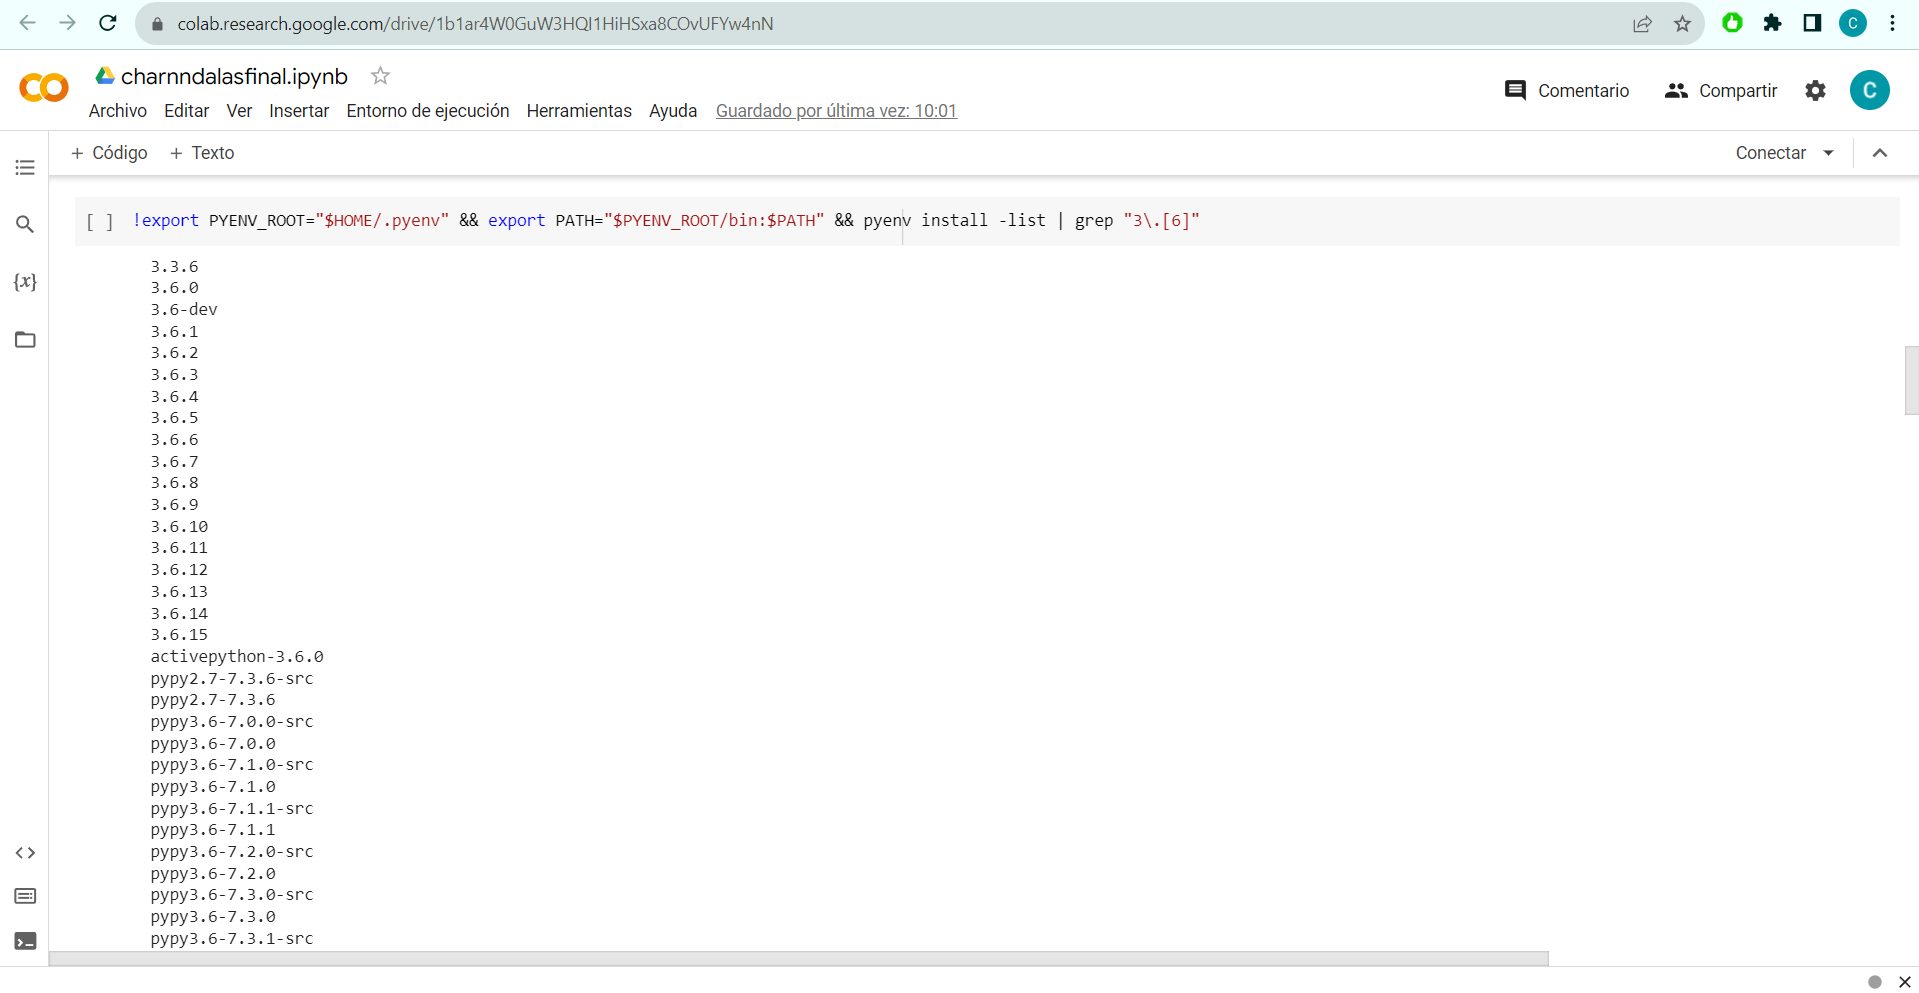 colab.research.google.com/drive/1b1ar4W0GuW3HQI1HiHSxa8COvUFYw4nN
C
charnndalasfinal.ipynb
Archivo Editar Ver Insertar Entorno de ejecución Herramientas Ayuda Guardado por última vez: 10:01
Comentario Compartir C
+ Código + Texto
Conectar
[ ] !export PYENV_ROOT="$HOME/.pyenv" && export PATH="$PYENV_ROOT/bin:$PATH" && pyenv install -list | grep "3\.[6]"
{x}
3.3.6
3.6.0
3.6-dev
3.6.1
3.6.2
3.6.3
3.6.4
3.6.5
3.6.6
3.6.7
3.6.8
3.6.9
3.6.10
3.6.11
3.6.12
3.6.13
3.6.14
3.6.15
activepython-3.6.0
pypy2.7-7.3.6-src
pypy2.7-7.3.6
pypy3.6-7.0.0-src
pypy3.6-7.0.0
pypy3.6-7.1.0-src
pypy3.6-7.1.0
pypy3.6-7.1.1-src
pypy3.6-7.1.1
pypy3.6-7.2.0-src
pypy3.6-7.2.0
pypy3.6-7.3.0-src
pypy3.6-7.3.0
pypy3.6-7.3.1-src